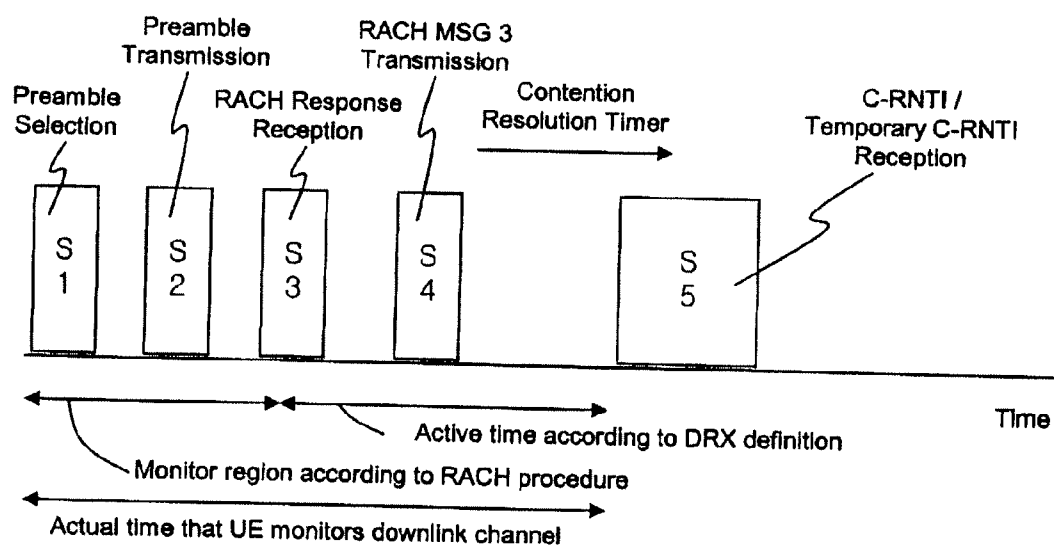 Preamble
Selection
Preamble
Transmission
RACH Response
Reception
RACH MSG 3
Transmission
Contention
Resolution Timer
C-RNTI /
Temporary C-RNTI
Reception
S
1
S
2
S
3
S
4
S
5
Time
Active time according to DRX definition
Monitor region according to RACH procedure
Actual time that UE monitors downlink channel